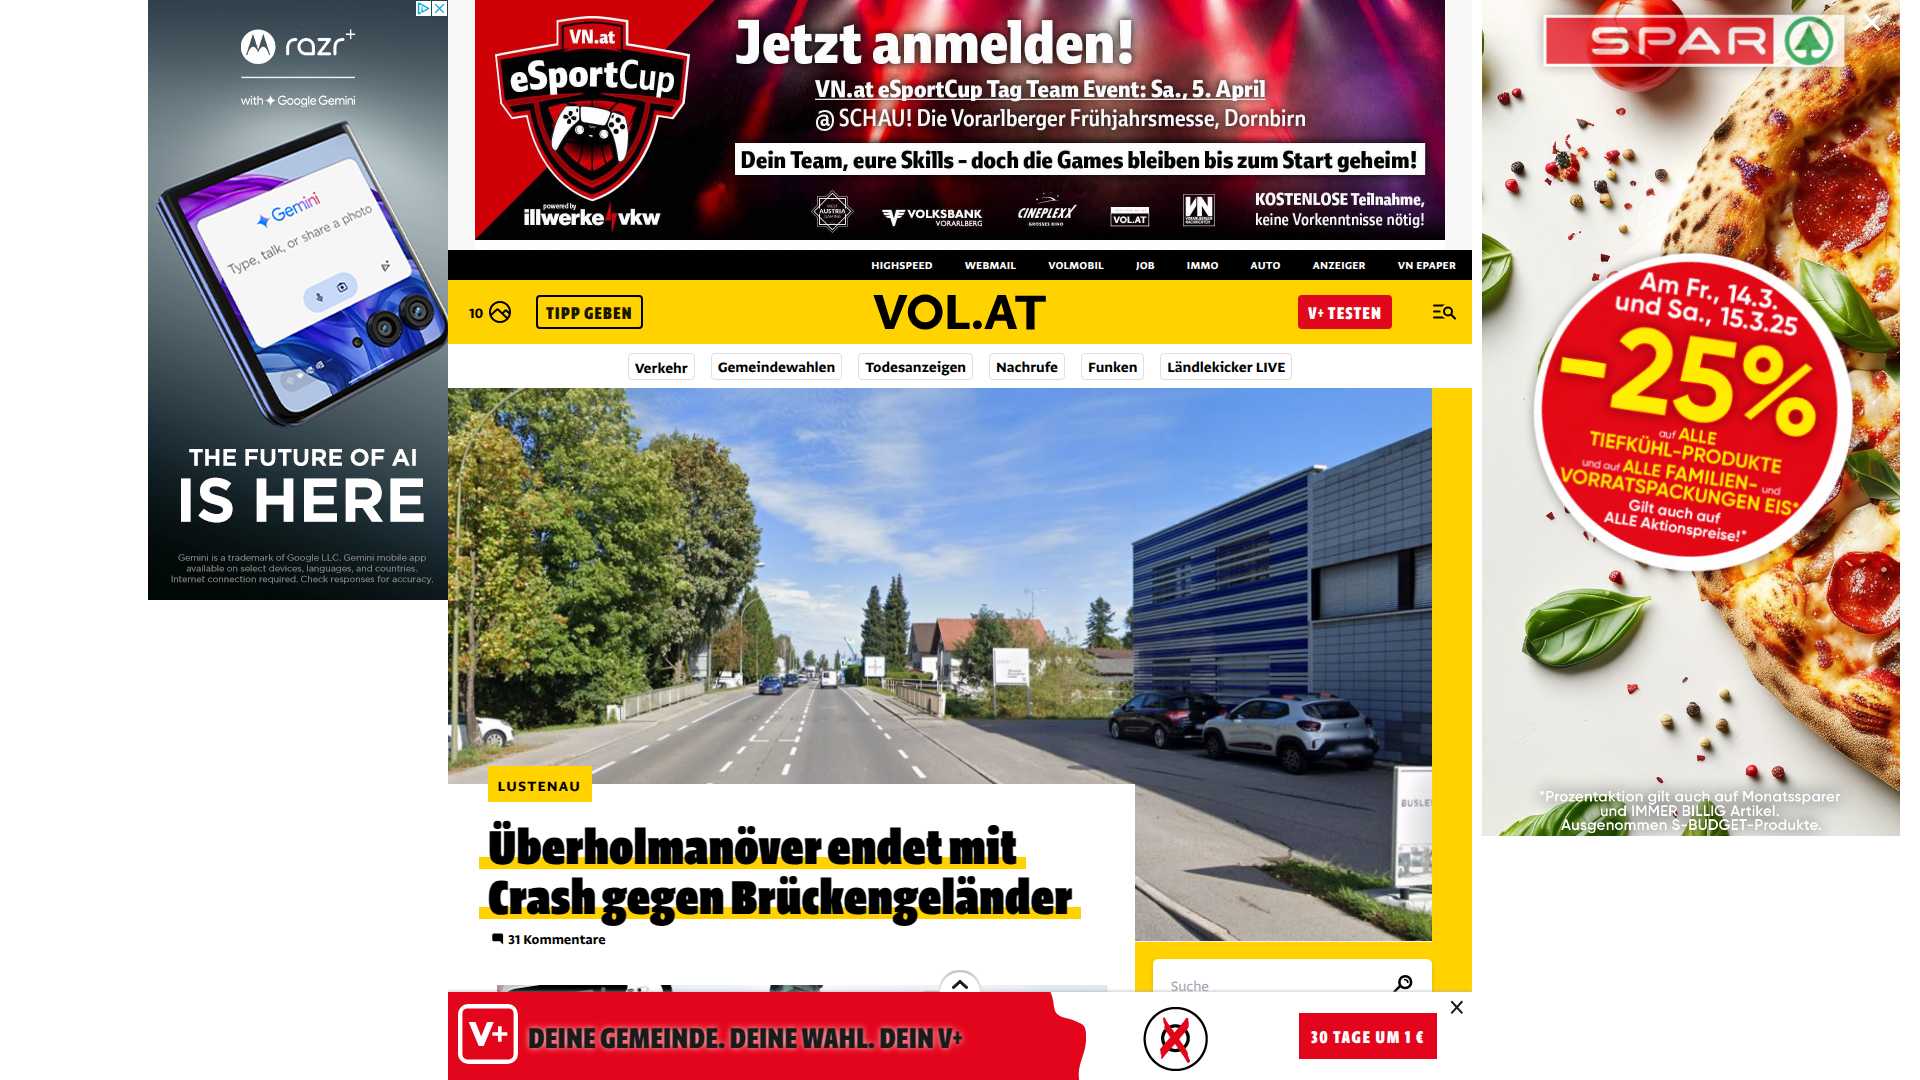 razr+
with Google Gemini
Gemini
Type, talk, or share a photo
THE FUTURE OF AI
IS HERE
Gemini is a trademark of Google LLC. Gemini mobile app
available on select devices, languages, and countries.
Internet connection required. Check responses for accuracy.
VN.at
eSportCup
powered by
illwerke vkw
Jetzt anmelden!
VN.at eSportCup Tag Team Event: Sa., 5. April
@ SCHAU! Die Vorarlberger Frühjahrsmesse, Dornbirn
Dein Team, eure Skills – doch die Games bleiben bis zum Start geheim!
AUSTRIA
VOLKSBANK
VORARLBERG
CINEPLEXX
GROSSES KINO
VOL.AT
VN
KOSTENLOSE Teilnahme,
keine Vorkenntnisse nötig!
HIGHSPEED WEBMAIL VOLMOBIL JOB IMMO AUTO ANZEIGER VN EPAPER
10 TIPP GEBEN VOL.AT V+ TESTEN
Verkehr Gemeindewahlen Todesanzeigen Nachrufe Funken Ländlekicker LIVE
LUSTENAU
Überholmanöver endet mit
Crash gegen Brückengeländer
31 Kommentare
Suche
V+ DEINE GEMEINDE. DEINE WAHL. DEIN V+
30 TAGE UM 1 €
SPAR
Am Fr., 14.3.
und Sa., 15.3.25
-25%
auf ALLE
TIEFKÜHL-PRODUKTE
und auf ALLE FAMILIEN- und
VORRATSPACKUNGEN EIS*
Gilt auch auf
ALLE Aktionspreise!*
*Prozentaktion gilt auch auf Monatssparer
und IMMER BILLIG Artikel.
Ausgenommen S-BUDGET-Produkte.